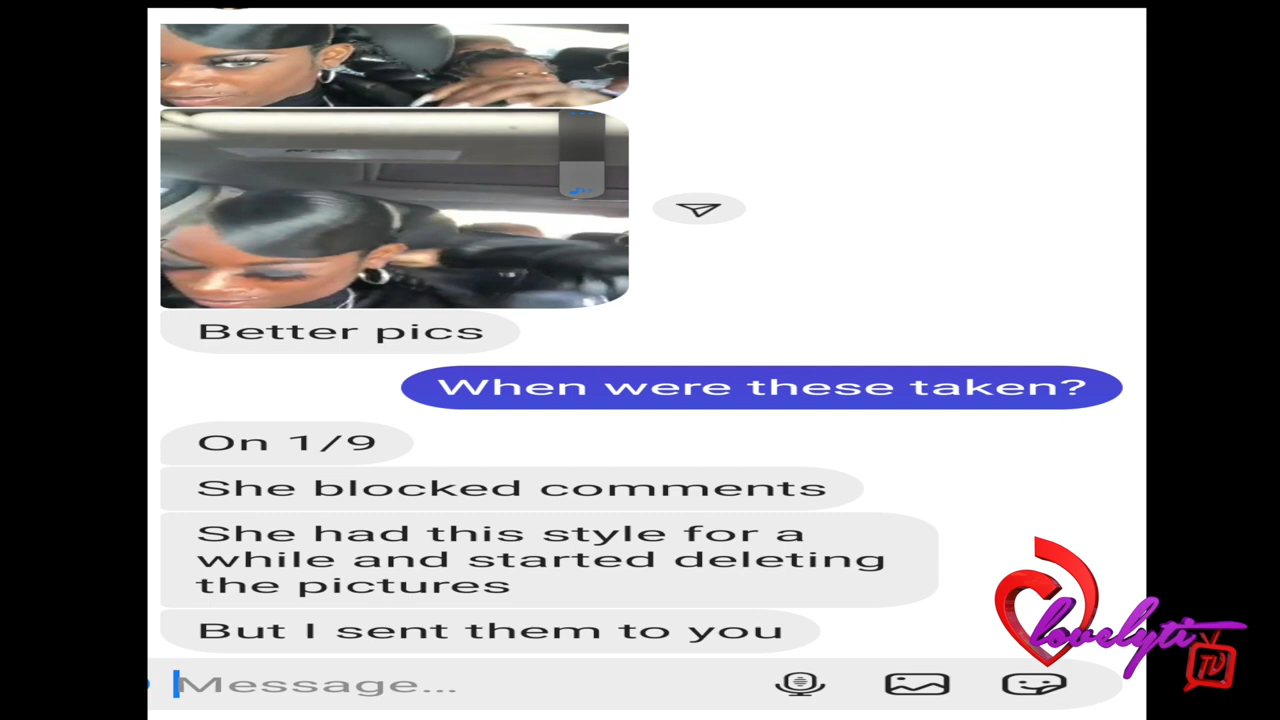 Better pics
When were these taken?
On 1/9
She blocked comments
She had this style for a
while and started deleting
the pictures
But I sent them to you
Message...
lovelyti
TV